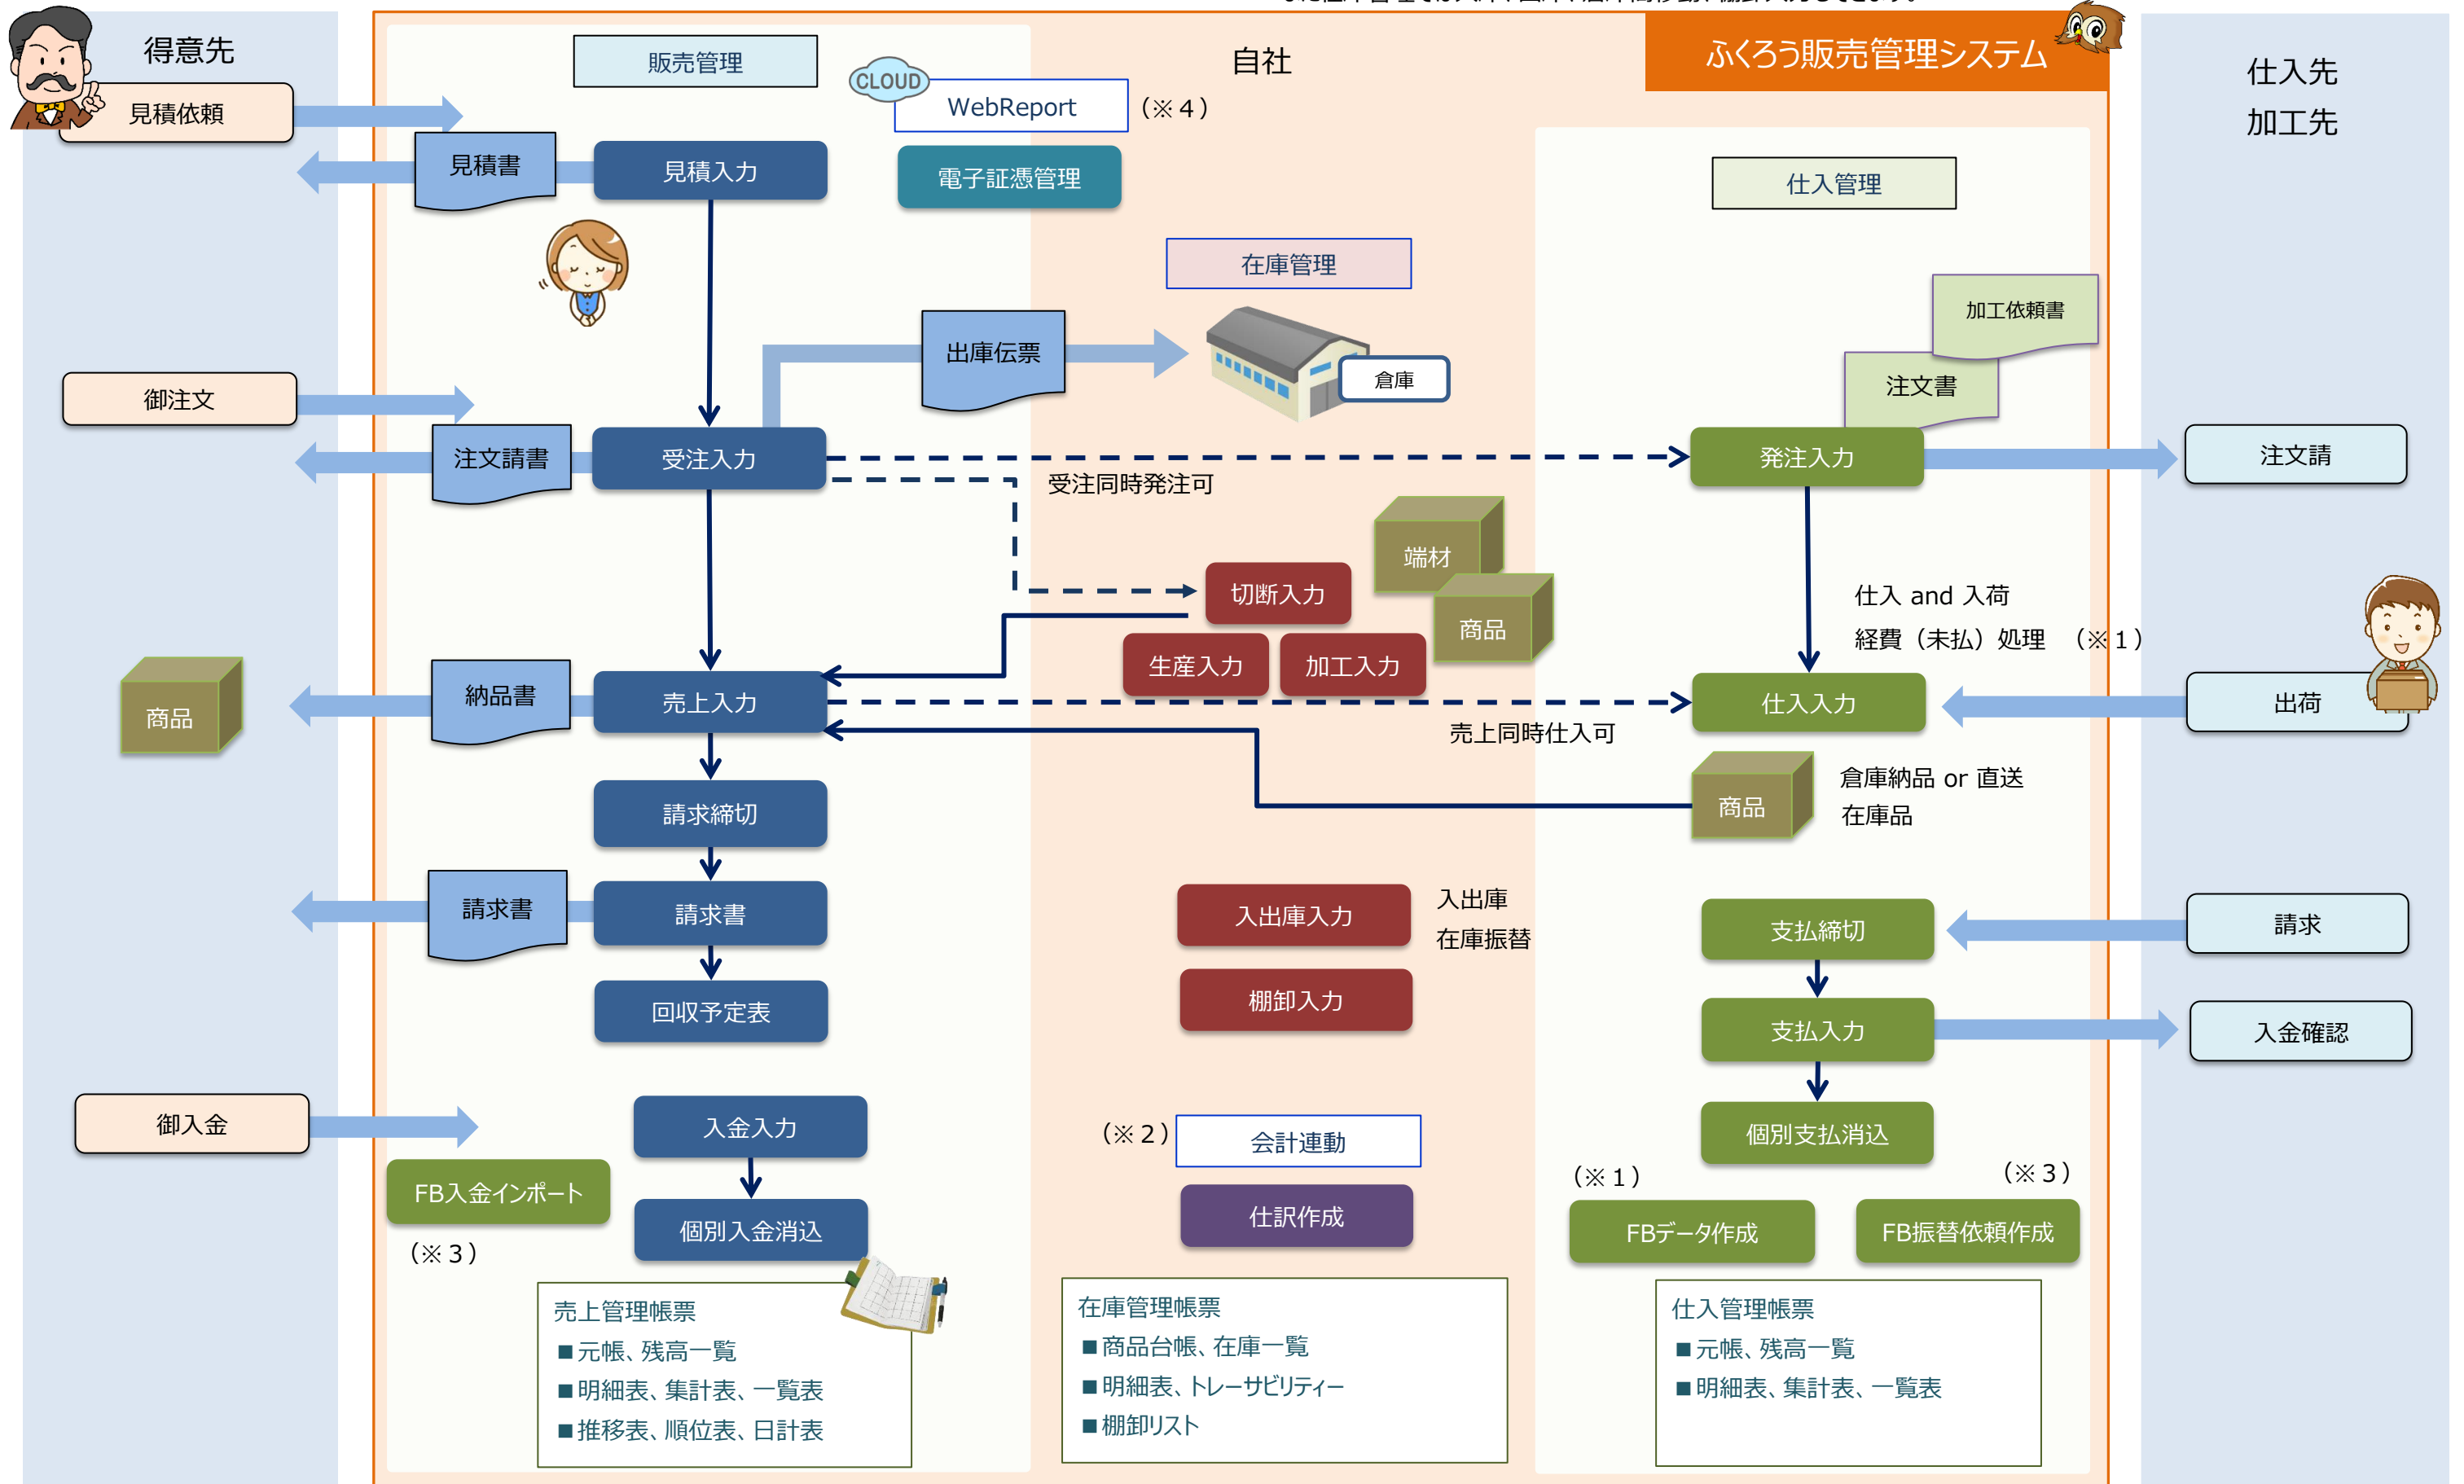 得意先
販売管理
自社
ふくろう販売管理システム
仕入先
加工先
見積依頼
CLOUD
WebReport
（※４）
見積書
見積入力
電子証憑管理
仕入管理
在庫管理
加工依頼書
出庫伝票
倉庫
注文書
御注文
注文請書
受注入力
受注同時発注可
発注入力
注文請
端材
切断入力
商品
生産入力
加工入力
仕入 and 入荷
経費（未払）処理　（※１）
商品
納品書
売上入力
売上同時仕入可
仕入入力
出荷
請求締切
商品
倉庫納品 or 直送
在庫品
請求書
請求書
入出庫入力
入出庫
在庫振替
支払締切
請求
回収予定表
棚卸入力
支払入力
入金確認
御入金
入金入力
（※２）
会計連動
個別支払消込
FB入金インポート
（※３）
個別入金消込
仕訳作成
（※１）
（※３）
FBデータ作成
FB振替依頼作成
売上管理帳票
■元帳、残高一覧
■明細表、集計表、一覧表
■推移表、順位表、日計表
在庫管理帳票
■商品台帳、在庫一覧
■明細表、トレーサビリティー
■棚卸リスト
仕入管理帳票
■元帳、残高一覧
■明細表、集計表、一覧表